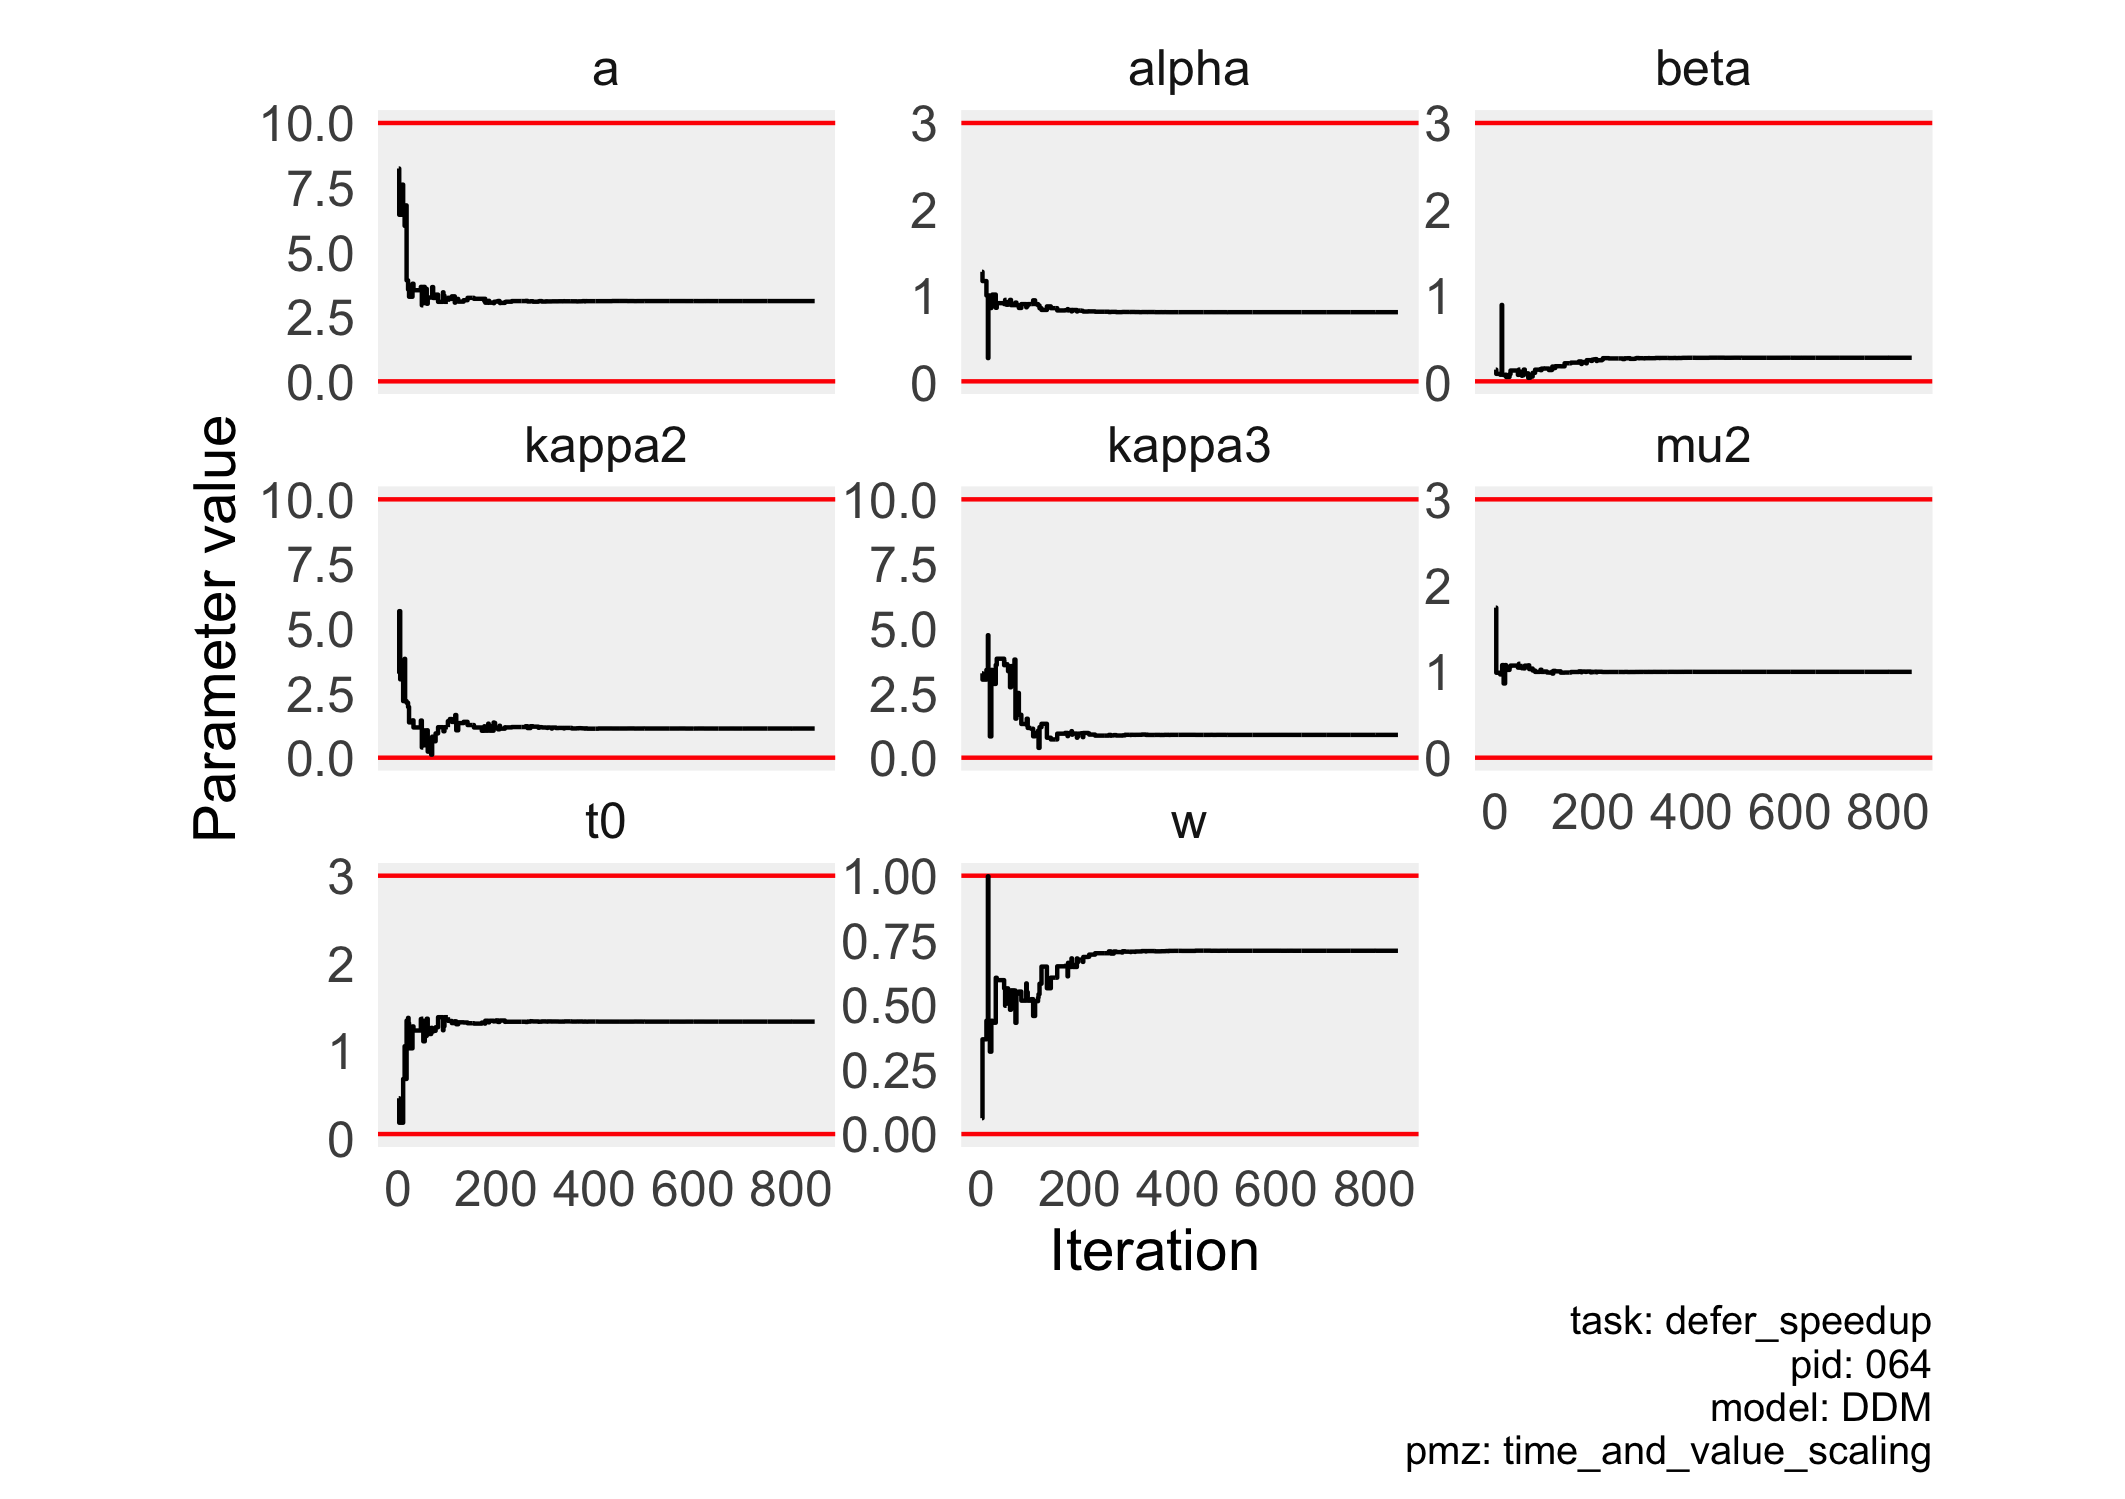 a
alpha
beta
10.0
7.5
5.0
2.5
0.0
3
2
1
0
3
2
1
0
Parameter value
kappa2
kappa3
mu2
10.0
7.5
5.0
2.5
0.0
10.0
7.5
5.0
2.5
0.0
3
2
1
0
0 200 400 600 800
t0
w
3
2
1
0
1.00
0.75
0.50
0.25
0.00
0 200 400 600 800
0 200 400 600 800
Iteration
task: defer_speedup
pid: 064
model: DDM
pmz: time_and_value_scaling